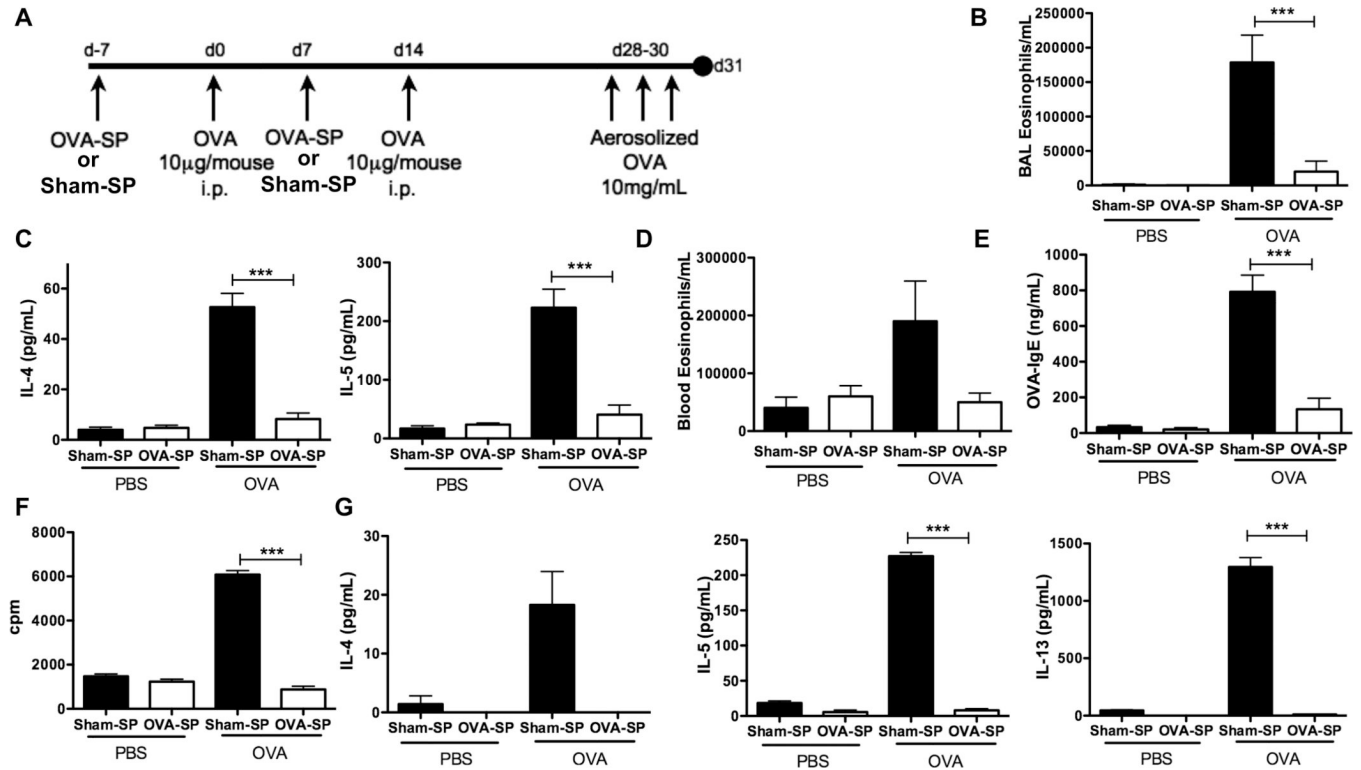 A
d-7 d0 d7 d14 d28-30
d31
OVA-SP OVA OVA-SP OVA Aerosolized
or 10µg/mouse or 10µg/mouse OVA
Sham-SP i.p. Sham-SP i.p. 10mg/mL
B
BAL Eosinophils/mL
250000
200000
150000
100000
50000
0
***
Sham-SP OVA-SP Sham-SP OVA-SP
PBS OVA
C
IL-4 (pg/mL)
60
40
20
0
***
Sham-SP OVA-SP Sham-SP OVA-SP
PBS OVA
IL-5 (pg/mL)
300
200
100
0
***
Sham-SP OVA-SP Sham-SP OVA-SP
PBS OVA
D
Blood Eosinophils/mL
300000
200000
100000
0
Sham-SP OVA-SP Sham-SP OVA-SP
PBS OVA
E
OVA-IgE (ng/mL)
1000
800
600
400
200
0
***
Sham-SP OVA-SP Sham-SP OVA-SP
PBS OVA
F
cpm
8000
6000
4000
2000
0
***
Sham-SP OVA-SP Sham-SP OVA-SP
PBS OVA
G
IL-4 (pg/mL)
30
20
10
0
Sham-SP OVA-SP Sham-SP OVA-SP
PBS OVA
IL-5 (pg/mL)
250
200
150
100
50
0
***
Sham-SP OVA-SP Sham-SP OVA-SP
PBS OVA
IL-13 (pg/mL)
1500
1000
500
0
***
Sham-SP OVA-SP Sham-SP OVA-SP
PBS OVA